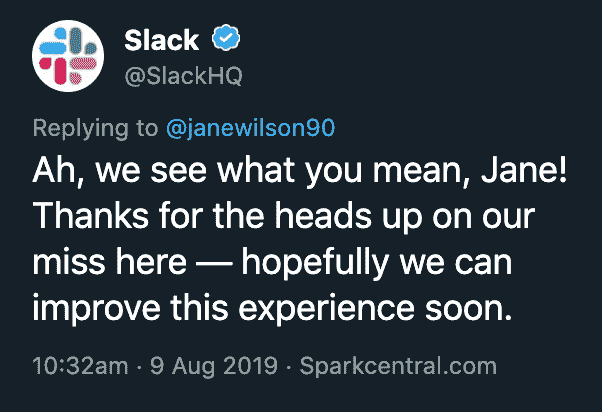 Slack
@SlackHQ
Replying to @janewilson90
Ah, we see what you mean, Jane!
Thanks for the heads up on our
miss here — hopefully we can
improve this experience soon.
10:32am · 9 Aug 2019 · Sparkcentral.com